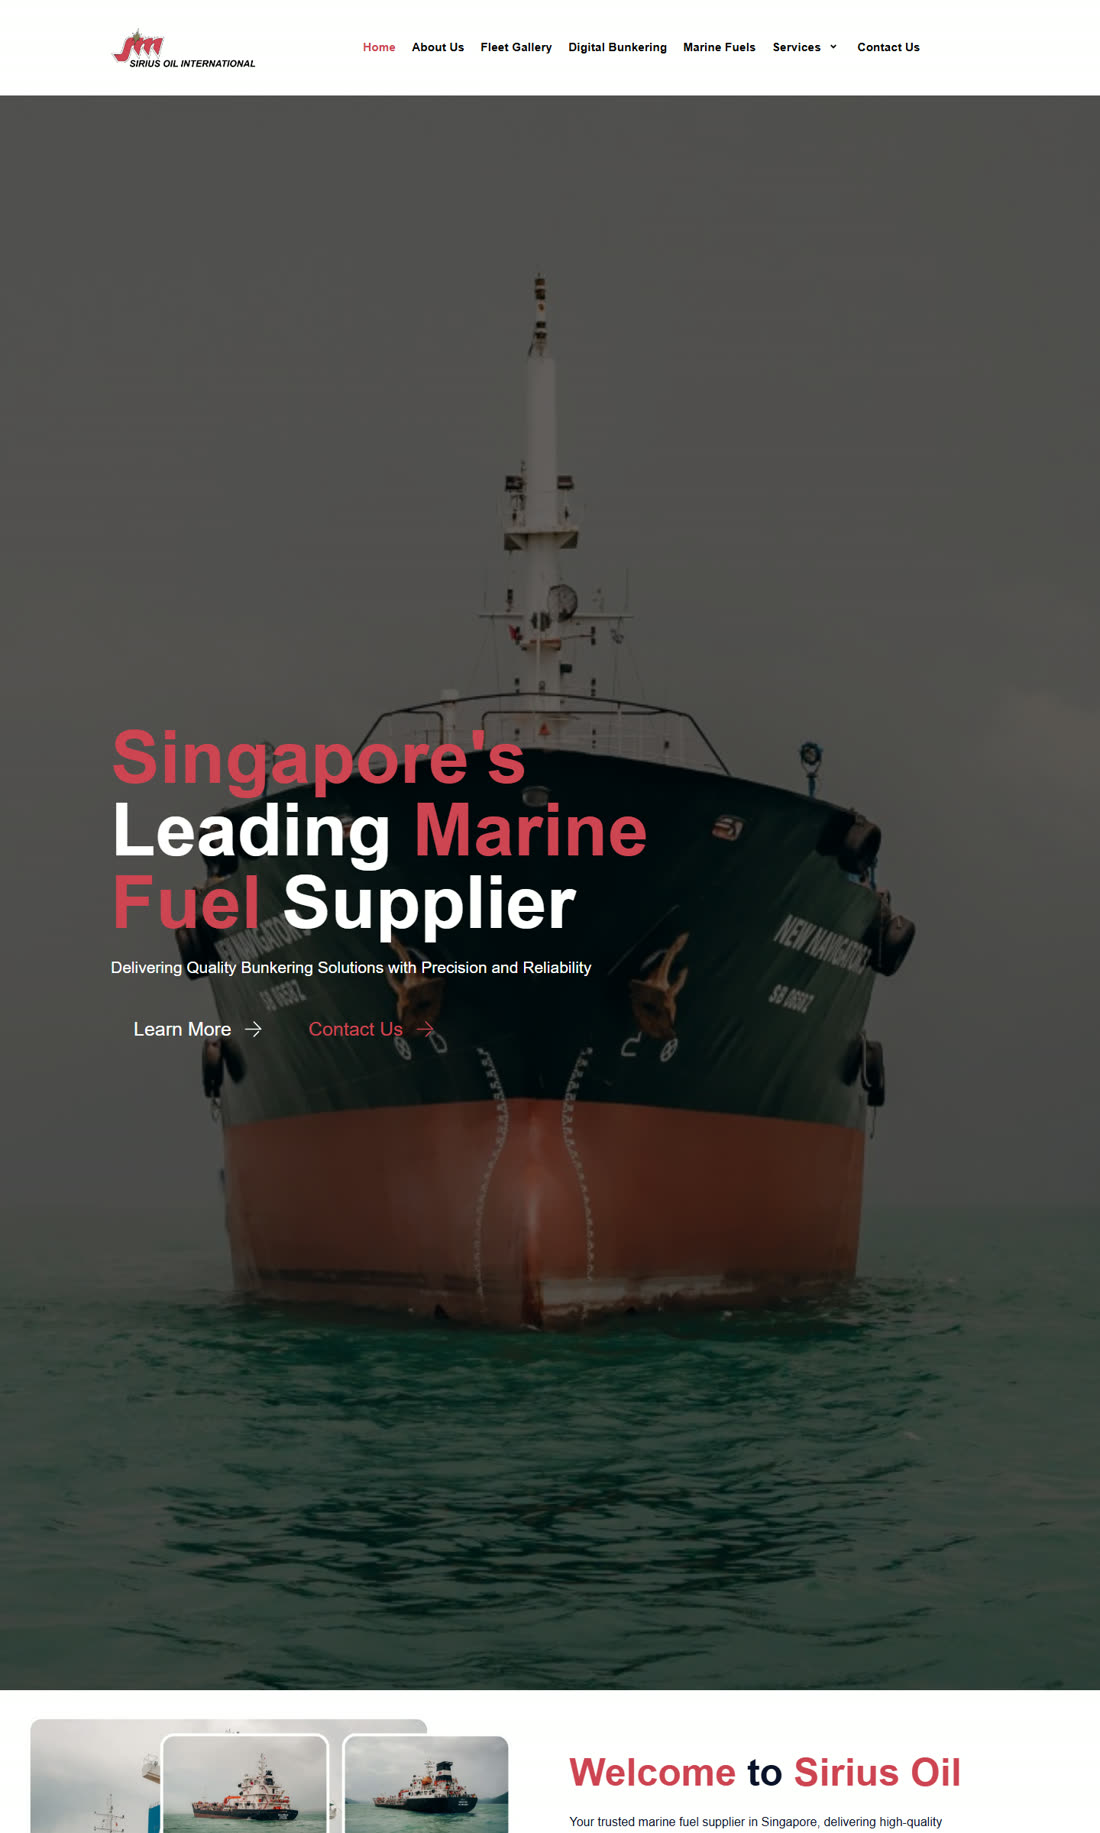 SIRIUS OIL INTERNATIONAL
Home About Us Fleet Gallery Digital Bunkering Marine Fuels Services Contact Us
Singapore's
Leading Marine
Fuel Supplier
NEW NAVIGATOR
SB 0658Z
Delivering Quality Bunkering Solutions with Precision and Reliability
Learn More Contact Us
Welcome to Sirius Oil
Your trusted marine fuel supplier in Singapore, delivering high-quality